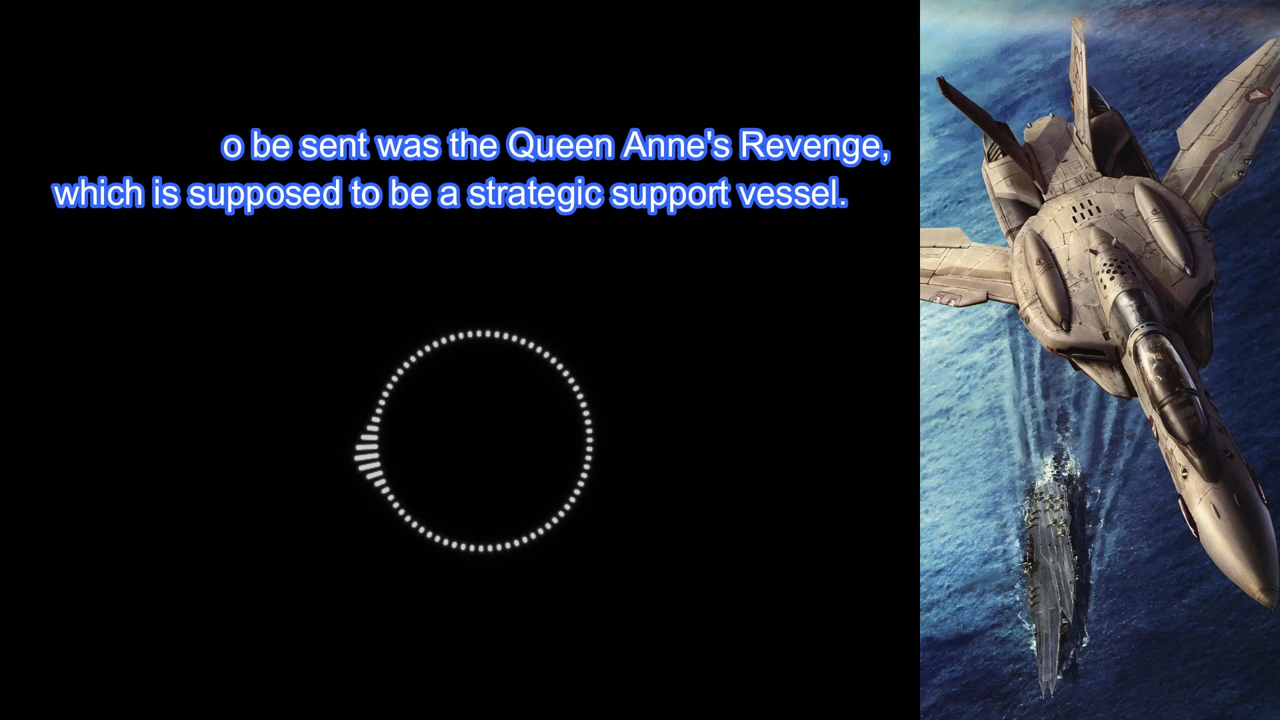 o be sent was the Queen Anne's Revenge,
which is supposed to be a strategic support vessel.